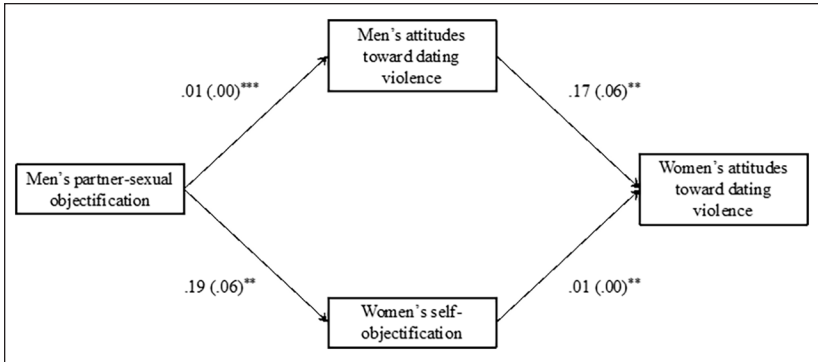 Men's attitudes
toward dating
violence
.01 (.00)***
.17 (.06)**
Men's partner-sexual
objectification
Women's attitudes
toward dating
violence
.19 (.06)**
.01 (.00)**
Women's self-
objectification